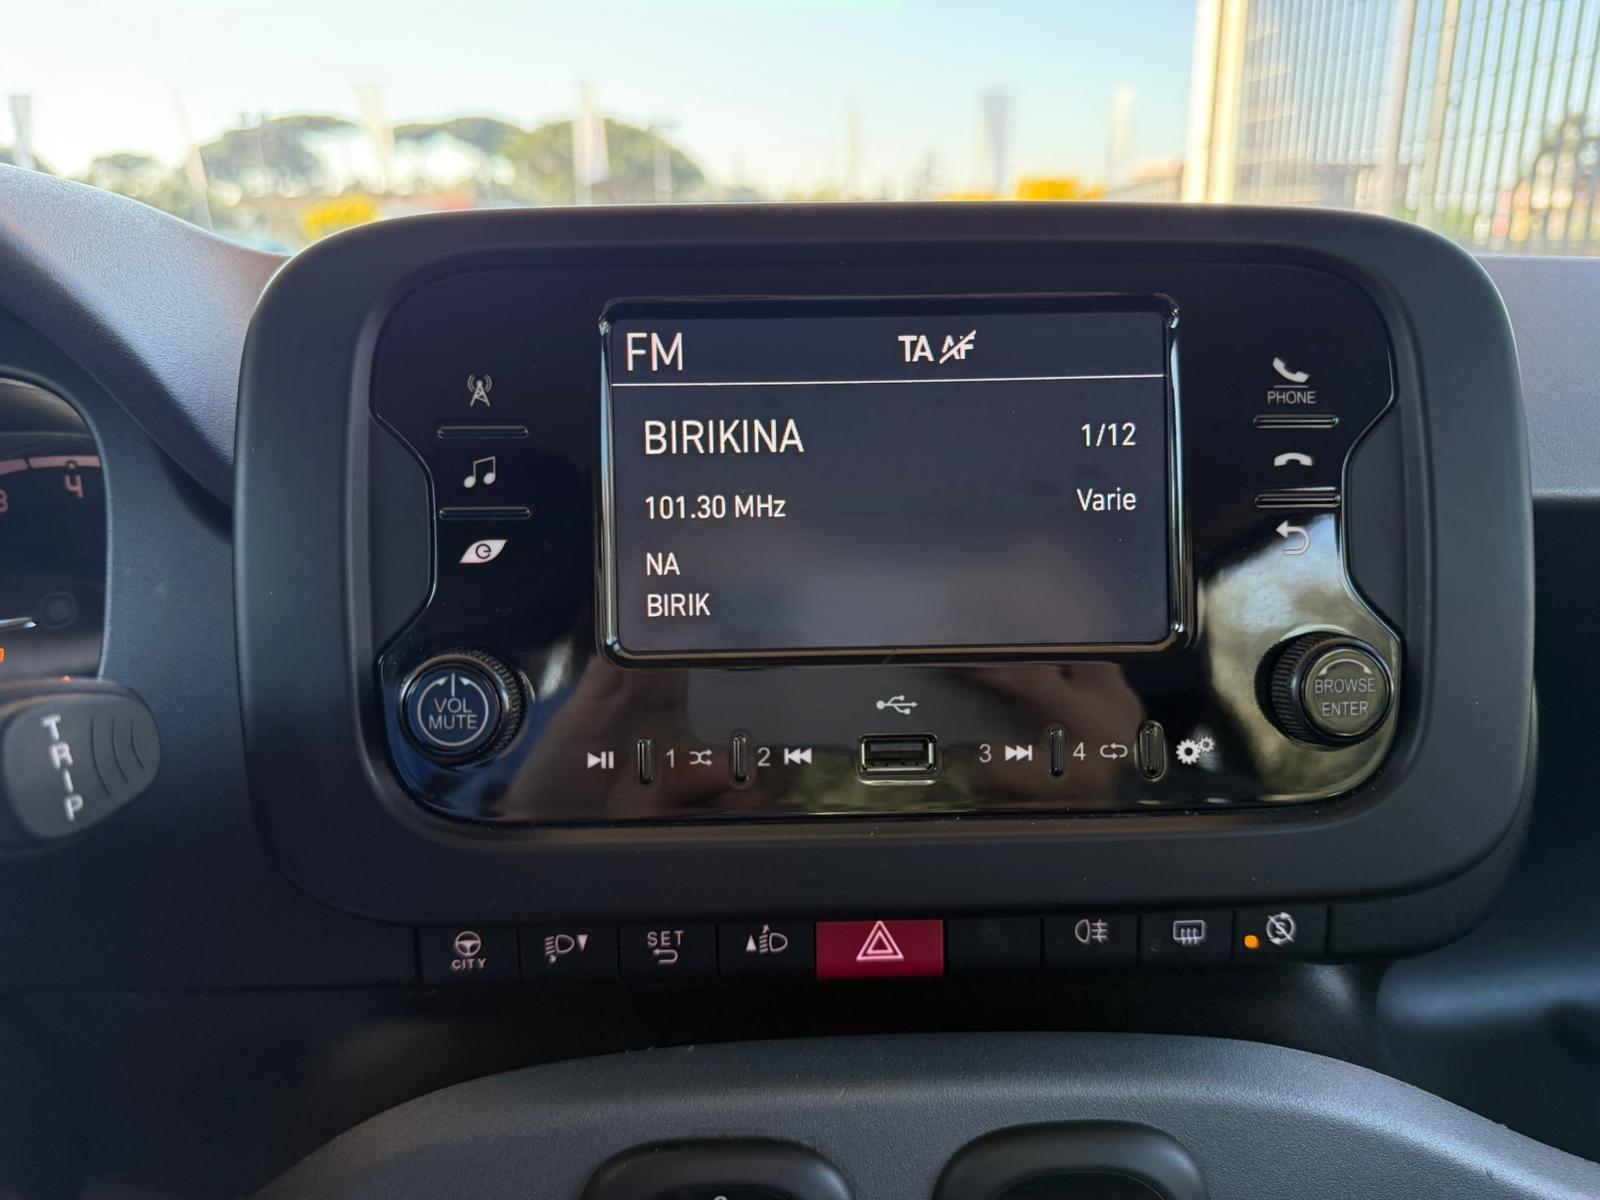 FM TA AF
BIRIKINA 1/12
101.30 MHz Varie
NA
BIRIK
PHONE
VOL
MUTE
BROWSE
ENTER
1 2 3 4
TRIP
4
CITY
SET